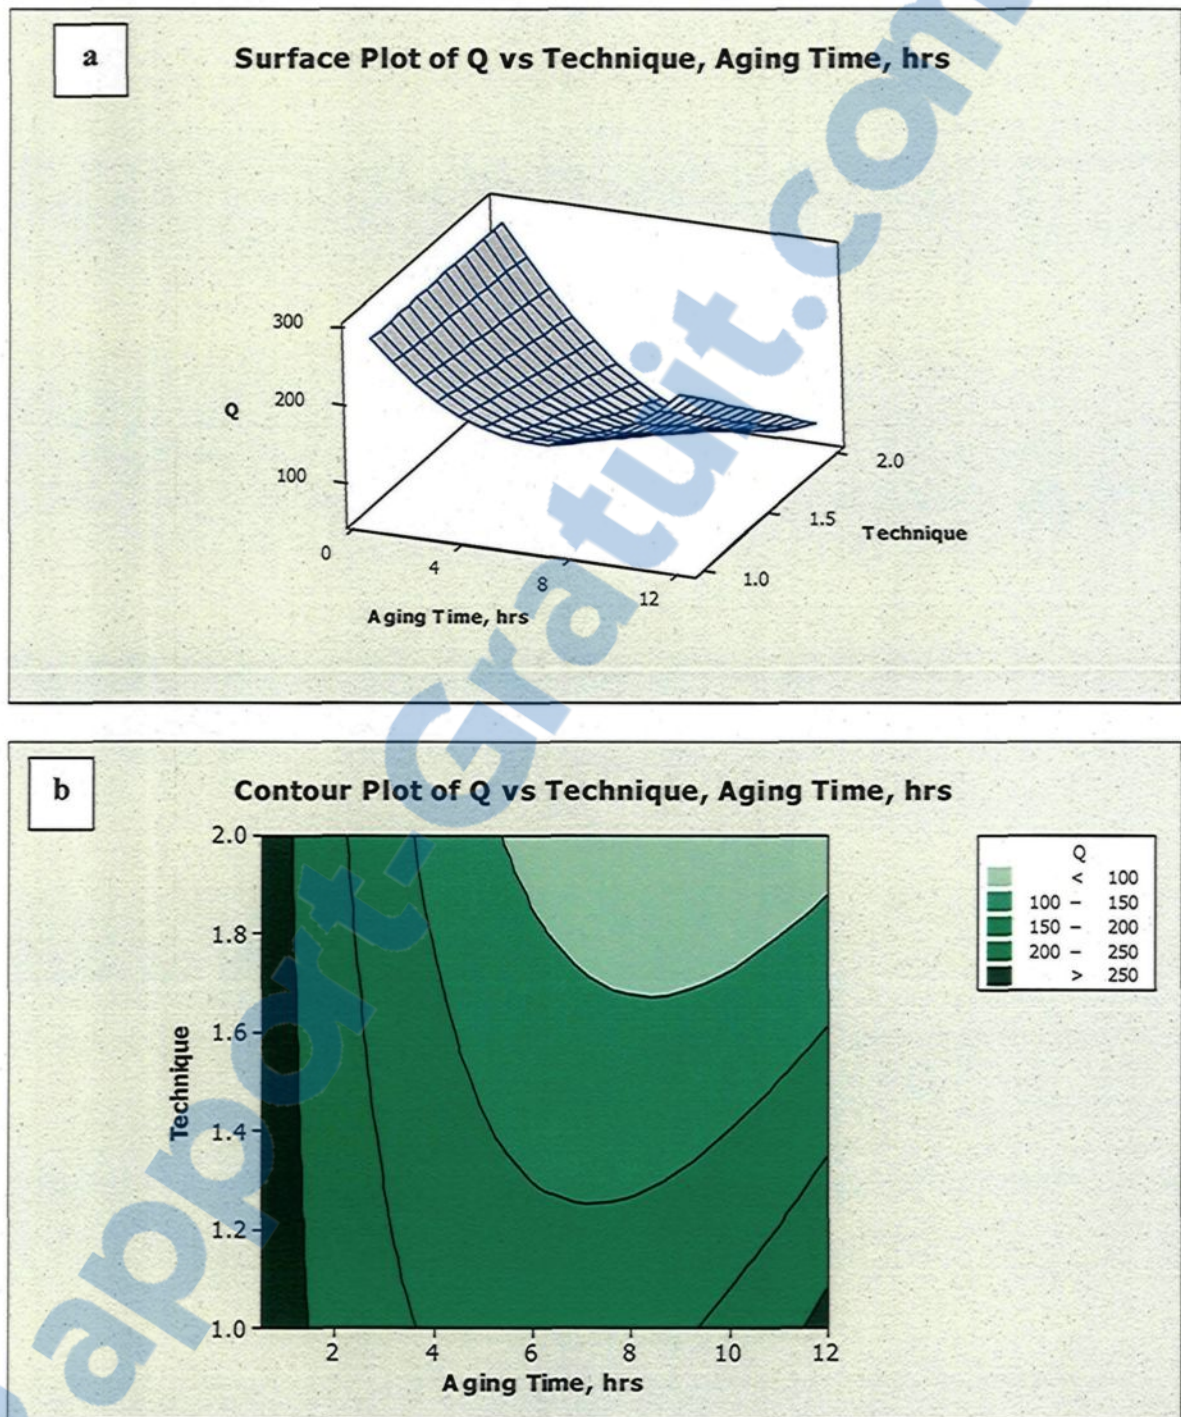 a
Surface Plot of Q vs Technique, Aging Time, hrs
300
200
100
Q
0
4
8
12
Aging Time, hrs
1.0
1.5
2.0
Technique
b
Contour Plot of Q vs Technique, Aging Time, hrs
2.0
1.8
1.6
1.4
1.2
1.0
Technique
2 4 6 8 10 12
Aging Time, hrs
Q
< 100
100 – 150
150 – 200
200 – 250
> 250
apport-Gratuit.com